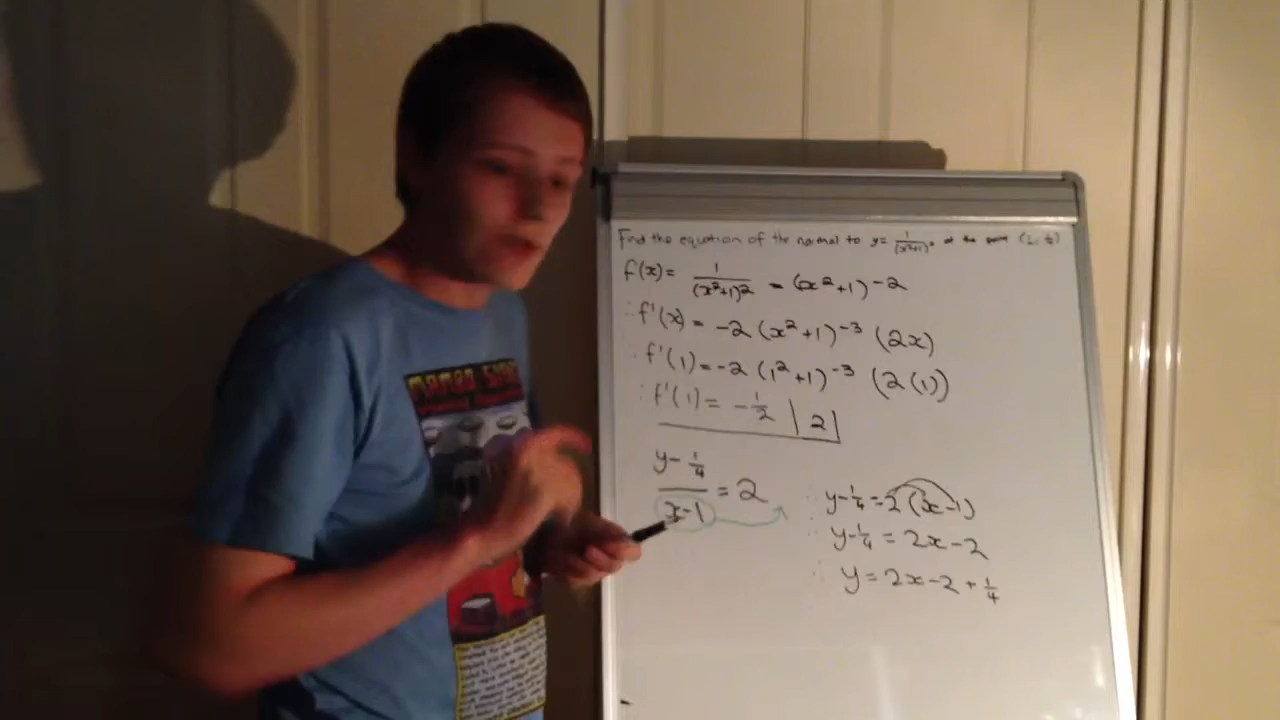 Find the equation of the normal to y= 1/(x²+1)² at the point (1, 1/4)
f(x)= 1/(x²+1)2 = (x²+1)-2
∴f'(x)= -2(x²+1)⁻³ (2x)
∴f'(1)= -2(1²+1)⁻³ (2(1))
∴f'(1)= -1/2 | 2
(y-1/4)/(x-1) = 2
∴ y-1/4=2(x-1)
∴ y-1/4 = 2x-2
∴ y=2x-2+1/4